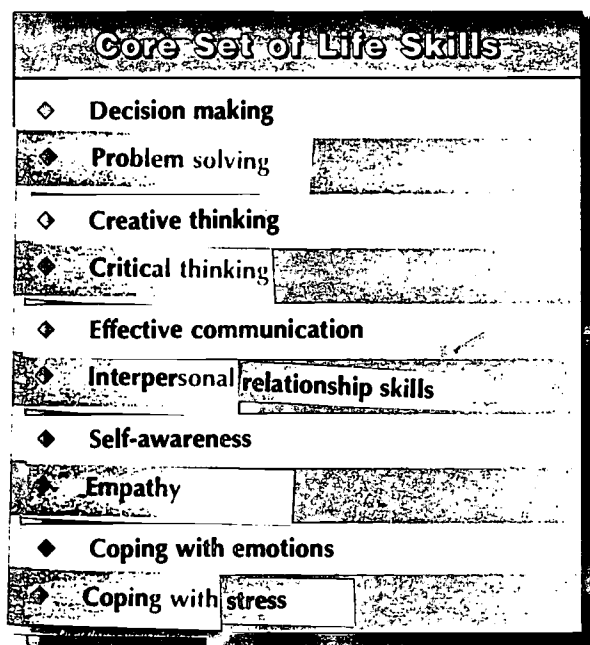 Core Set of Life Skills
Decision making
Problem solving
Creative thinking
Critical thinking
Effective communication
Interpersonal relationship skills
Self-awareness
Empathy
Coping with emotions
Coping with stress